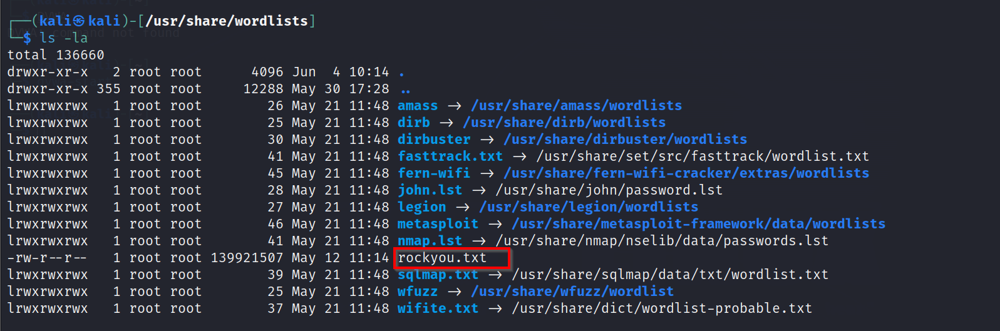 ┌──(kali㉿kali)-[/usr/share/wordlists]
└─$ ls -la
total 136660
drwxr-xr-x   2 root root      4096 Jun  4 10:14 .
drwxr-xr-x 355 root root     12288 May 30 17:28 ..
lrwxrwxrwx   1 root root        26 May 21 11:48 amass -> /usr/share/amass/wordlists
lrwxrwxrwx   1 root root        25 May 21 11:48 dirb -> /usr/share/dirb/wordlists
lrwxrwxrwx   1 root root        30 May 21 11:48 dirbuster -> /usr/share/dirbuster/wordlists
lrwxrwxrwx   1 root root        41 May 21 11:48 fasttrack.txt -> /usr/share/set/src/fasttrack/wordlist.txt
lrwxrwxrwx   1 root root        45 May 21 11:48 fern-wifi -> /usr/share/fern-wifi-cracker/extras/wordlists
lrwxrwxrwx   1 root root        28 May 21 11:48 john.lst -> /usr/share/john/password.lst
lrwxrwxrwx   1 root root        27 May 21 11:48 legion -> /usr/share/legion/wordlists
lrwxrwxrwx   1 root root        46 May 21 11:48 metasploit -> /usr/share/metasploit-framework/data/wordlists
lrwxrwxrwx   1 root root        41 May 21 11:48 nmap.lst -> /usr/share/nmap/nselib/data/passwords.lst
-rw-r--r--   1 root root 139921507 May 12 11:14 rockyou.txt
lrwxrwxrwx   1 root root        39 May 21 11:48 sqlmap.txt -> /usr/share/sqlmap/data/txt/wordlist.txt
lrwxrwxrwx   1 root root        25 May 21 11:48 wfuzz -> /usr/share/wfuzz/wordlist
lrwxrwxrwx   1 root root        37 May 21 11:48 wifite.txt -> /usr/share/dict/wordlist-probable.txt